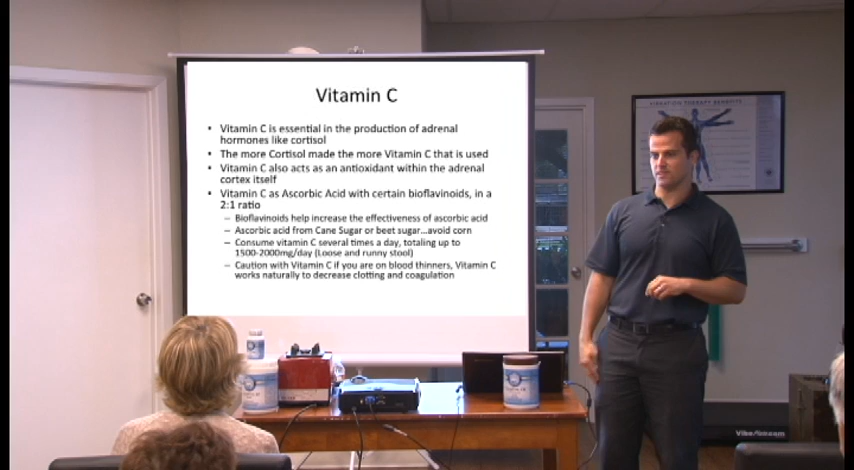 Vitamin C
• Vitamin C is essential in the production of adrenal
hormones like cortisol
• The more Cortisol made the more Vitamin C that is used
• Vitamin C also acts as an antioxidant within the adrenal
cortex itself
• Vitamin C as Ascorbic Acid with certain bioflavinoids, in a
2:1 ratio
– Bioflavinoids help increase the effectiveness of ascorbic acid
– Ascorbic acid from Cane Sugar or beet sugar...avoid corn
– Consume vitamin C several times a day, totaling up to
1500-2000mg/day (Loose and runny stool)
– Caution with Vitamin C if you are on blood thinners, Vitamin C
works naturally to decrease clotting and coagulation
VIBRATION THERAPY BENEFITS